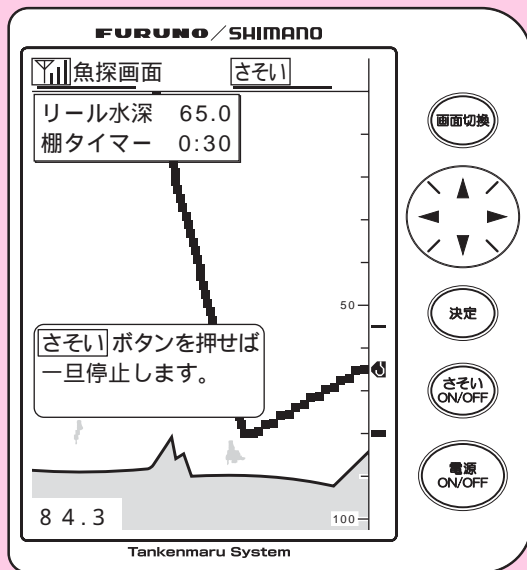 FURUNO/SHIMANO
魚探画面 さそい
リール水深 65.0
棚タイマー 0:30
画面切換
50
決定
さそいボタンを押せば
一旦停止します。
さそい
ON/OFF
電源
ON/OFF
84.3
100
Tankenmaru System